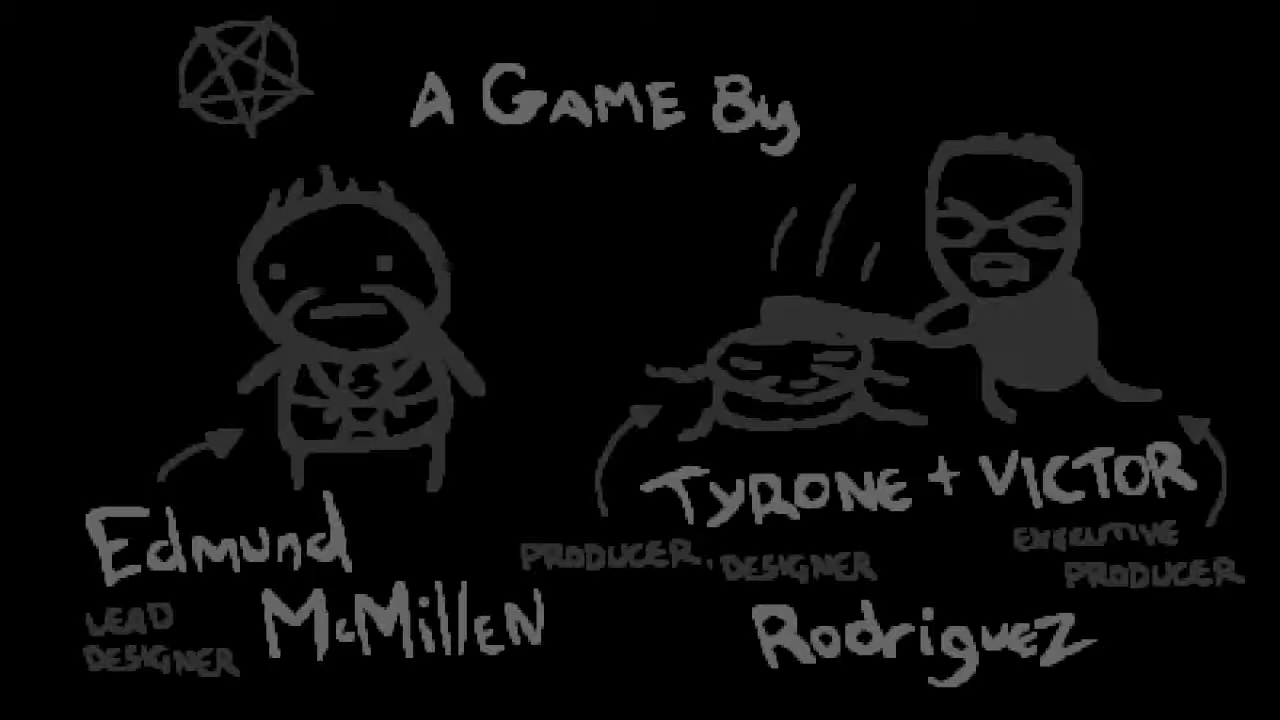 A GAME By
TYRONE + VICTOR
Edmund
PRODUCER, DESIGNER
EXECUTIVE
PRODUCER
LEAD
DESIGNER
McMillEN
RodriguEZ